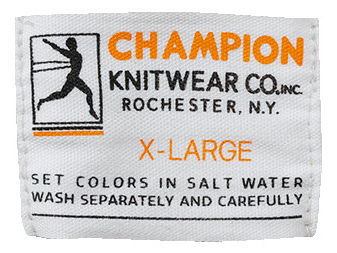 CHAMPION
KNITWEAR CO.INC.
ROCHESTER, N.Y.
X-LARGE
SET COLORS IN SALT WATER
WASH SEPARATELY AND CAREFULLY